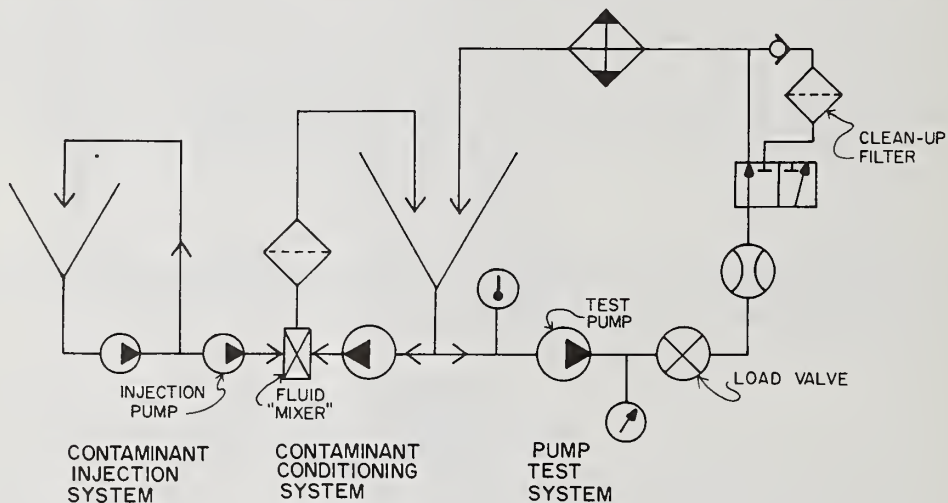 CLEAN-UP
FILTER
TEST
PUMP
LOAD VALVE
INJECTION
PUMP
FLUID
"MIXER"
CONTAMINANT
INJECTION
SYSTEM
CONTAMINANT
CONDITIONING
SYSTEM
PUMP
TEST
SYSTEM